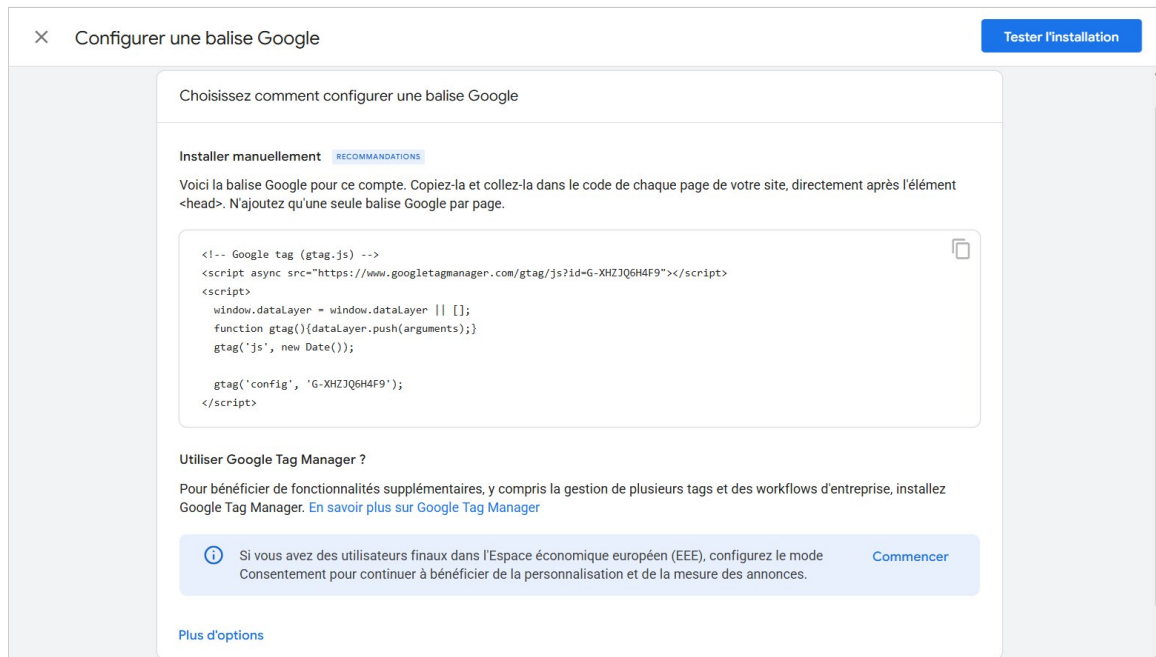 Configurer une balise Google
Tester l'installation
Choisissez comment configurer une balise Google
Installer manuellement RECOMMANDATIONS
Voici la balise Google pour ce compte. Copiez-la et collez-la dans le code de chaque page de votre site, directement après l'élément
<head>. N'ajoutez qu'une seule balise Google par page.
<!-- Google tag (gtag.js) -->
<script async src="https://www.googletagmanager.com/gtag/js?id=G-XHZJQ6H4F9"></script>
<script>
window.dataLayer = window.dataLayer || [];
function gtag(){dataLayer.push(arguments);}
gtag('js', new Date());
gtag('config', 'G-XHZJQ6H4F9');
</script>
Utiliser Google Tag Manager ?
Pour bénéficier de fonctionnalités supplémentaires, y compris la gestion de plusieurs tags et des workflows d'entreprise, installez
Google Tag Manager. En savoir plus sur Google Tag Manager
Si vous avez des utilisateurs finaux dans l'Espace économique européen (EEE), configurez le mode
Consentement pour continuer à bénéficier de la personnalisation et de la mesure des annonces.
Commencer
Plus d'options